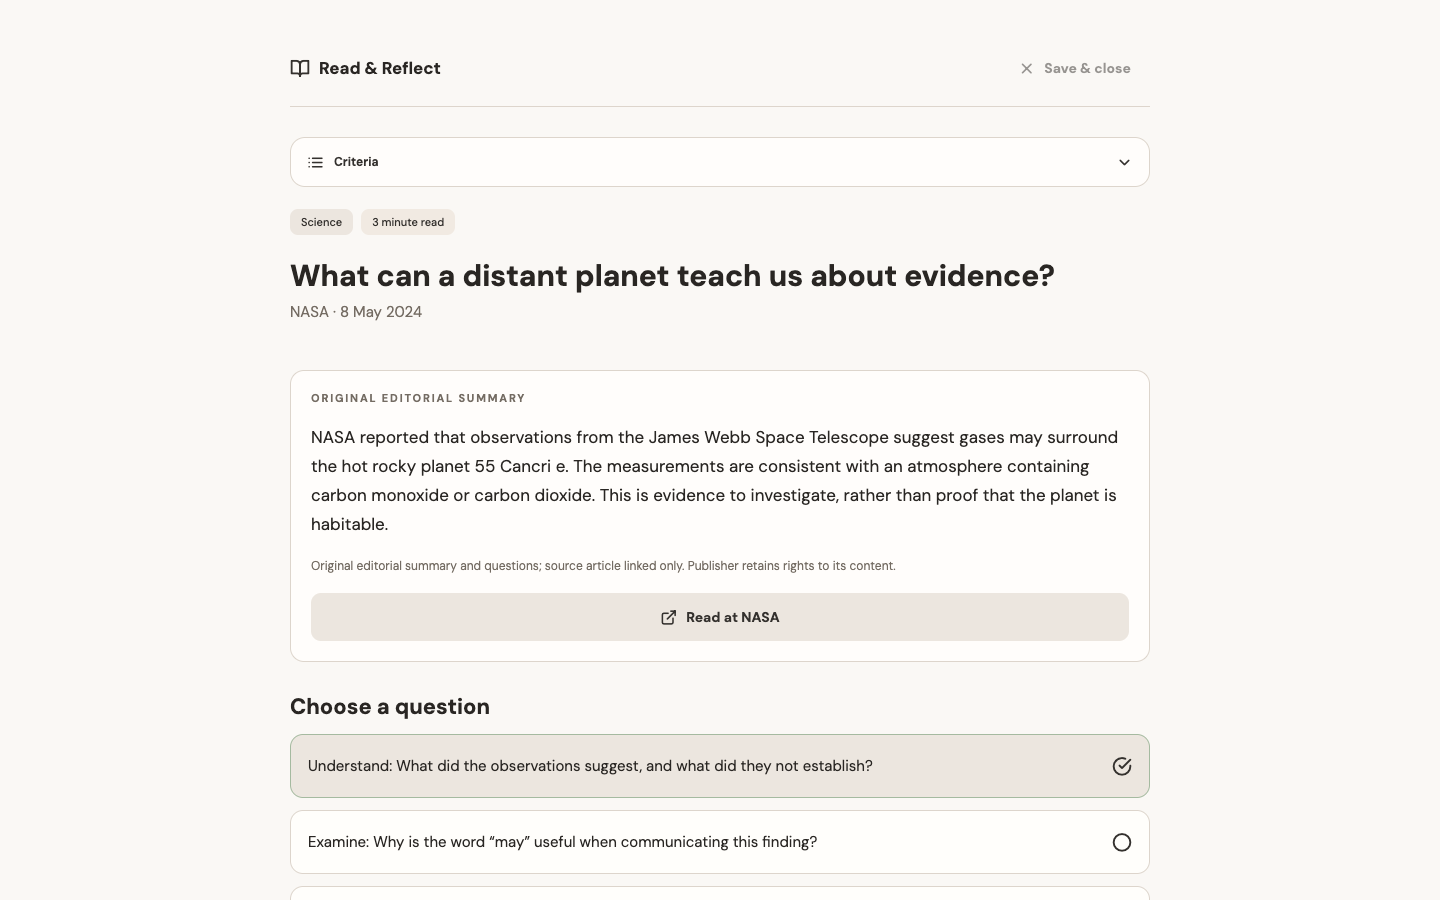 Read & Reflect
Save & close
Criteria
Science
3 minute read
What can a distant planet teach us about evidence?
NASA · 8 May 2024
ORIGINAL EDITORIAL SUMMARY
NASA reported that observations from the James Webb Space Telescope suggest gases may surround
the hot rocky planet 55 Cancri e. The measurements are consistent with an atmosphere containing
carbon monoxide or carbon dioxide. This is evidence to investigate, rather than proof that the planet is
habitable.
Original editorial summary and questions; source article linked only. Publisher retains rights to its content.
Read at NASA
Choose a question
Understand: What did the observations suggest, and what did they not establish?
Examine: Why is the word “may” useful when communicating this finding?